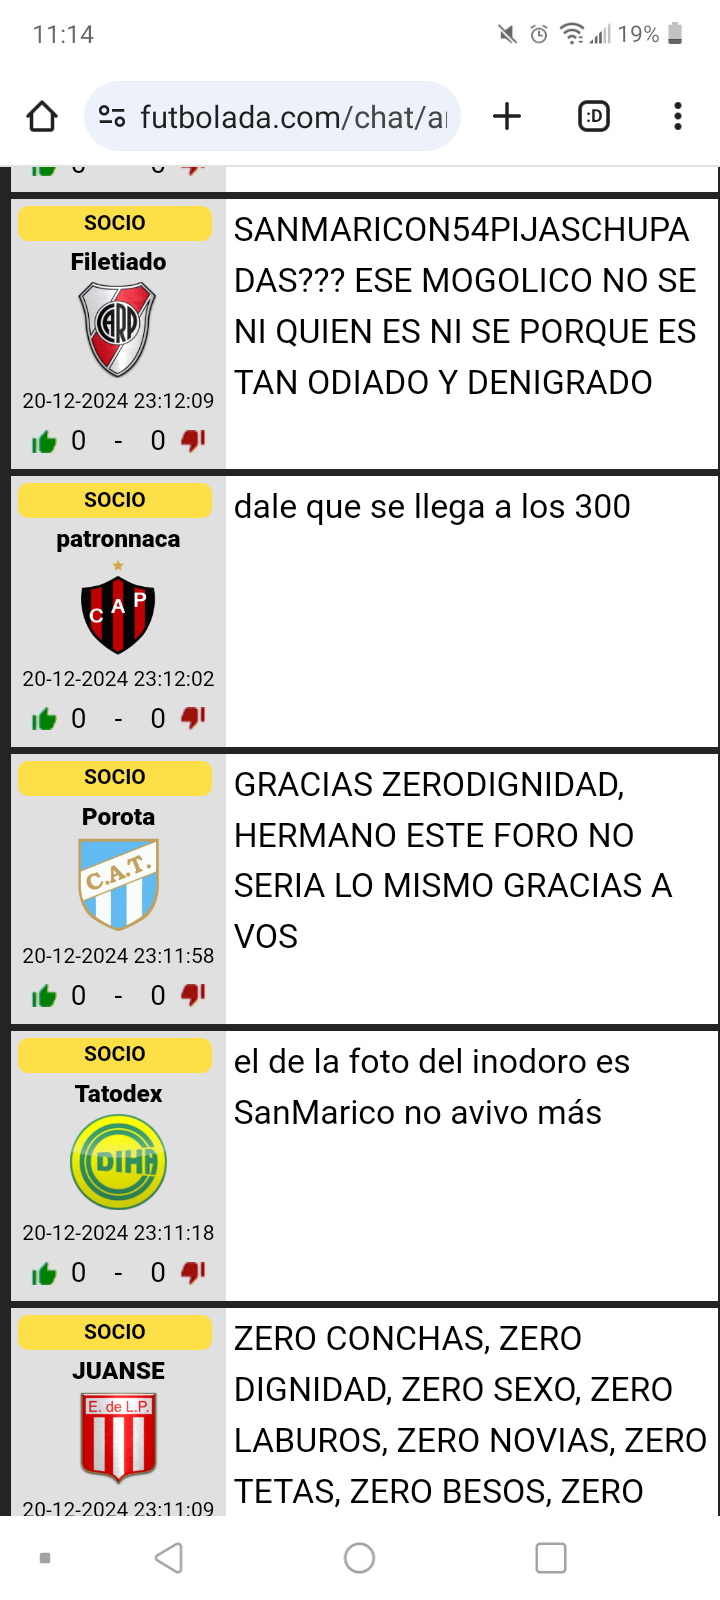 11:14
19%
futbolada.com/chat/a
:D
SOCIO
Filetiado
CARP
20-12-2024 23:12:09
0 - 0
SANMARICON54PIJASCHUPA
DAS??? ESE MOGOLICO NO SE
NI QUIEN ES NI SE PORQUE ES
TAN ODIADO Y DENIGRADO
SOCIO
patronnaca
CAP
20-12-2024 23:12:02
0 - 0
dale que se llega a los 300
SOCIO
Porota
C.A.T.
20-12-2024 23:11:58
0 - 0
GRACIAS ZERODIGNIDAD,
HERMANO ESTE FORO NO
SERIA LO MISMO GRACIAS A
VOS
SOCIO
Tatodex
DIHA
20-12-2024 23:11:18
0 - 0
el de la foto del inodoro es
SanMarico no avivo más
SOCIO
JUANSE
E. de L.P.
20-12-2024 23:11:09
ZERO CONCHAS, ZERO
DIGNIDAD, ZERO SEXO, ZERO
LABUROS, ZERO NOVIAS, ZERO
TETAS, ZERO BESOS, ZERO